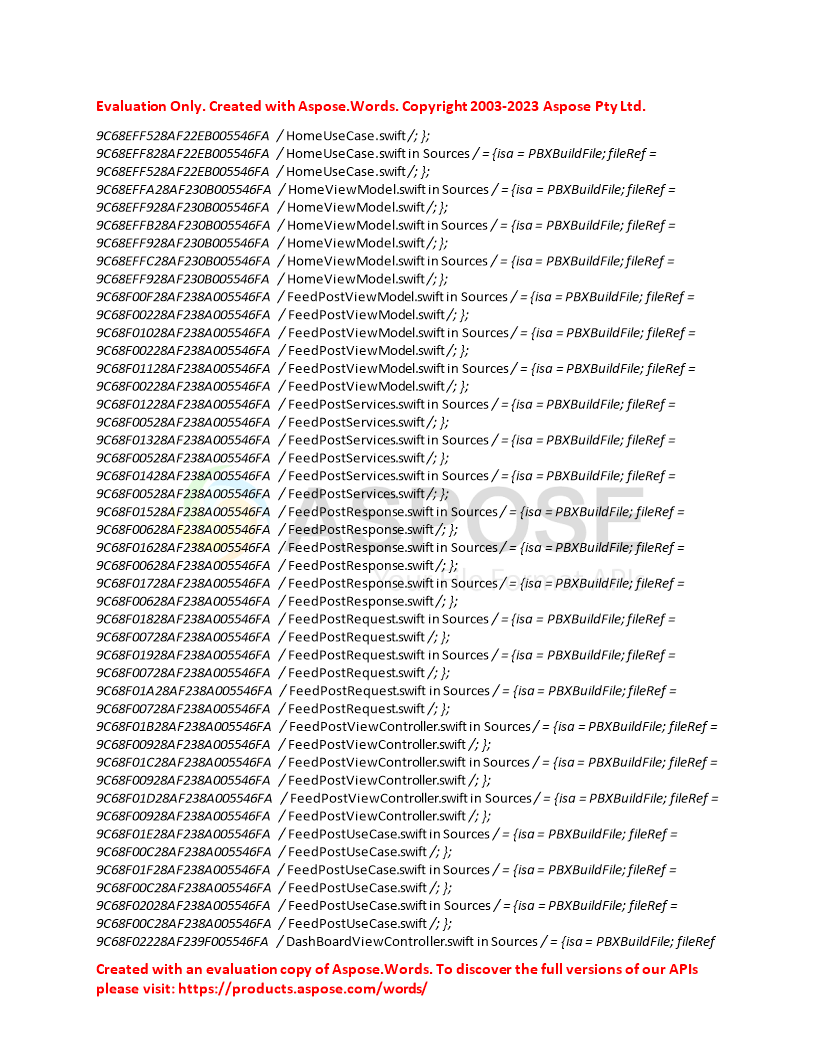 Evaluation Only. Created with Aspose.Words. Copyright 2003-2023 Aspose Pty Ltd.
9C68EFF528AF22EB005546FA / HomeUseCase.swift /; };
9C68EFF828AF22EB005546FA / HomeUseCase.swift in Sources / = {isa = PBXBuildFile; fileRef =
9C68EFF528AF22EB005546FA / HomeUseCase.swift /; };
9C68EFFA28AF230B005546FA / HomeViewModel.swift in Sources / = {isa = PBXBuildFile; fileRef =
9C68EFF928AF230B005546FA / HomeViewModel.swift /; };
9C68EFFB28AF230B005546FA / HomeViewModel.swift in Sources / = {isa = PBXBuildFile; fileRef =
9C68EFF928AF230B005546FA / HomeViewModel.swift /; };
9C68EFFC28AF230B005546FA / HomeViewModel.swift in Sources / = {isa = PBXBuildFile; fileRef =
9C68EFF928AF230B005546FA / HomeViewModel.swift /; };
9C68F00F28AF238A005546FA / FeedPostViewModel.swift in Sources / = {isa = PBXBuildFile; fileRef =
9C68F00228AF238A005546FA / FeedPostViewModel.swift /; };
9C68F01028AF238A005546FA / FeedPostViewModel.swift in Sources / = {isa = PBXBuildFile; fileRef =
9C68F00228AF238A005546FA / FeedPostViewModel.swift /; };
9C68F01128AF238A005546FA / FeedPostViewModel.swift in Sources / = {isa = PBXBuildFile; fileRef =
9C68F00228AF238A005546FA / FeedPostViewModel.swift /; };
9C68F01228AF238A005546FA / FeedPostServices.swift in Sources / = {isa = PBXBuildFile; fileRef =
9C68F00528AF238A005546FA / FeedPostServices.swift /; };
9C68F01328AF238A005546FA / FeedPostServices.swift in Sources / = {isa = PBXBuildFile; fileRef =
9C68F00528AF238A005546FA / FeedPostServices.swift /; };
9C68F01428AF238A005546FA / FeedPostServices.swift in Sources / = {isa = PBXBuildFile; fileRef =
9C68F00528AF238A005546FA / FeedPostServices.swift /; };
9C68F01528AF238A005546FA / FeedPostResponse.swift in Sources / = {isa = PBXBuildFile; fileRef =
9C68F00628AF238A005546FA / FeedPostResponse.swift /; };
9C68F01628AF238A005546FA / FeedPostResponse.swift in Sources / = {isa = PBXBuildFile; fileRef =
9C68F00628AF238A005546FA / FeedPostResponse.swift /; };
9C68F01728AF238A005546FA / FeedPostResponse.swift in Sources / = {isa = PBXBuildFile; fileRef =
9C68F00628AF238A005546FA / FeedPostResponse.swift /; };
9C68F01828AF238A005546FA / FeedPostRequest.swift in Sources / = {isa = PBXBuildFile; fileRef =
9C68F00728AF238A005546FA / FeedPostRequest.swift /; };
9C68F01928AF238A005546FA / FeedPostRequest.swift in Sources / = {isa = PBXBuildFile; fileRef =
9C68F00728AF238A005546FA / FeedPostRequest.swift /; };
9C68F01A28AF238A005546FA / FeedPostRequest.swift in Sources / = {isa = PBXBuildFile; fileRef =
9C68F00728AF238A005546FA / FeedPostRequest.swift /; };
9C68F01B28AF238A005546FA / FeedPostViewController.swift in Sources / = {isa = PBXBuildFile; fileRef =
9C68F00928AF238A005546FA / FeedPostViewController.swift /; };
9C68F01C28AF238A005546FA / FeedPostViewController.swift in Sources / = {isa = PBXBuildFile; fileRef =
9C68F00928AF238A005546FA / FeedPostViewController.swift /; };
9C68F01D28AF238A005546FA / FeedPostViewController.swift in Sources / = {isa = PBXBuildFile; fileRef =
9C68F00928AF238A005546FA / FeedPostViewController.swift /; };
9C68F01E28AF238A005546FA / FeedPostUseCase.swift in Sources / = {isa = PBXBuildFile; fileRef =
9C68F00C28AF238A005546FA / FeedPostUseCase.swift /; };
9C68F01F28AF238A005546FA / FeedPostUseCase.swift in Sources / = {isa = PBXBuildFile; fileRef =
9C68F00C28AF238A005546FA / FeedPostUseCase.swift /; };
9C68F02028AF238A005546FA / FeedPostUseCase.swift in Sources / = {isa = PBXBuildFile; fileRef =
9C68F00C28AF238A005546FA / FeedPostUseCase.swift /; };
9C68F02228AF239F005546FA / DashBoardViewController.swift in Sources / = {isa = PBXBuildFile; fileRef
ASPOSE
Your File Format API
Created with an evaluation copy of Aspose.Words. To discover the full versions of our APIs
please visit: https://products.aspose.com/words/